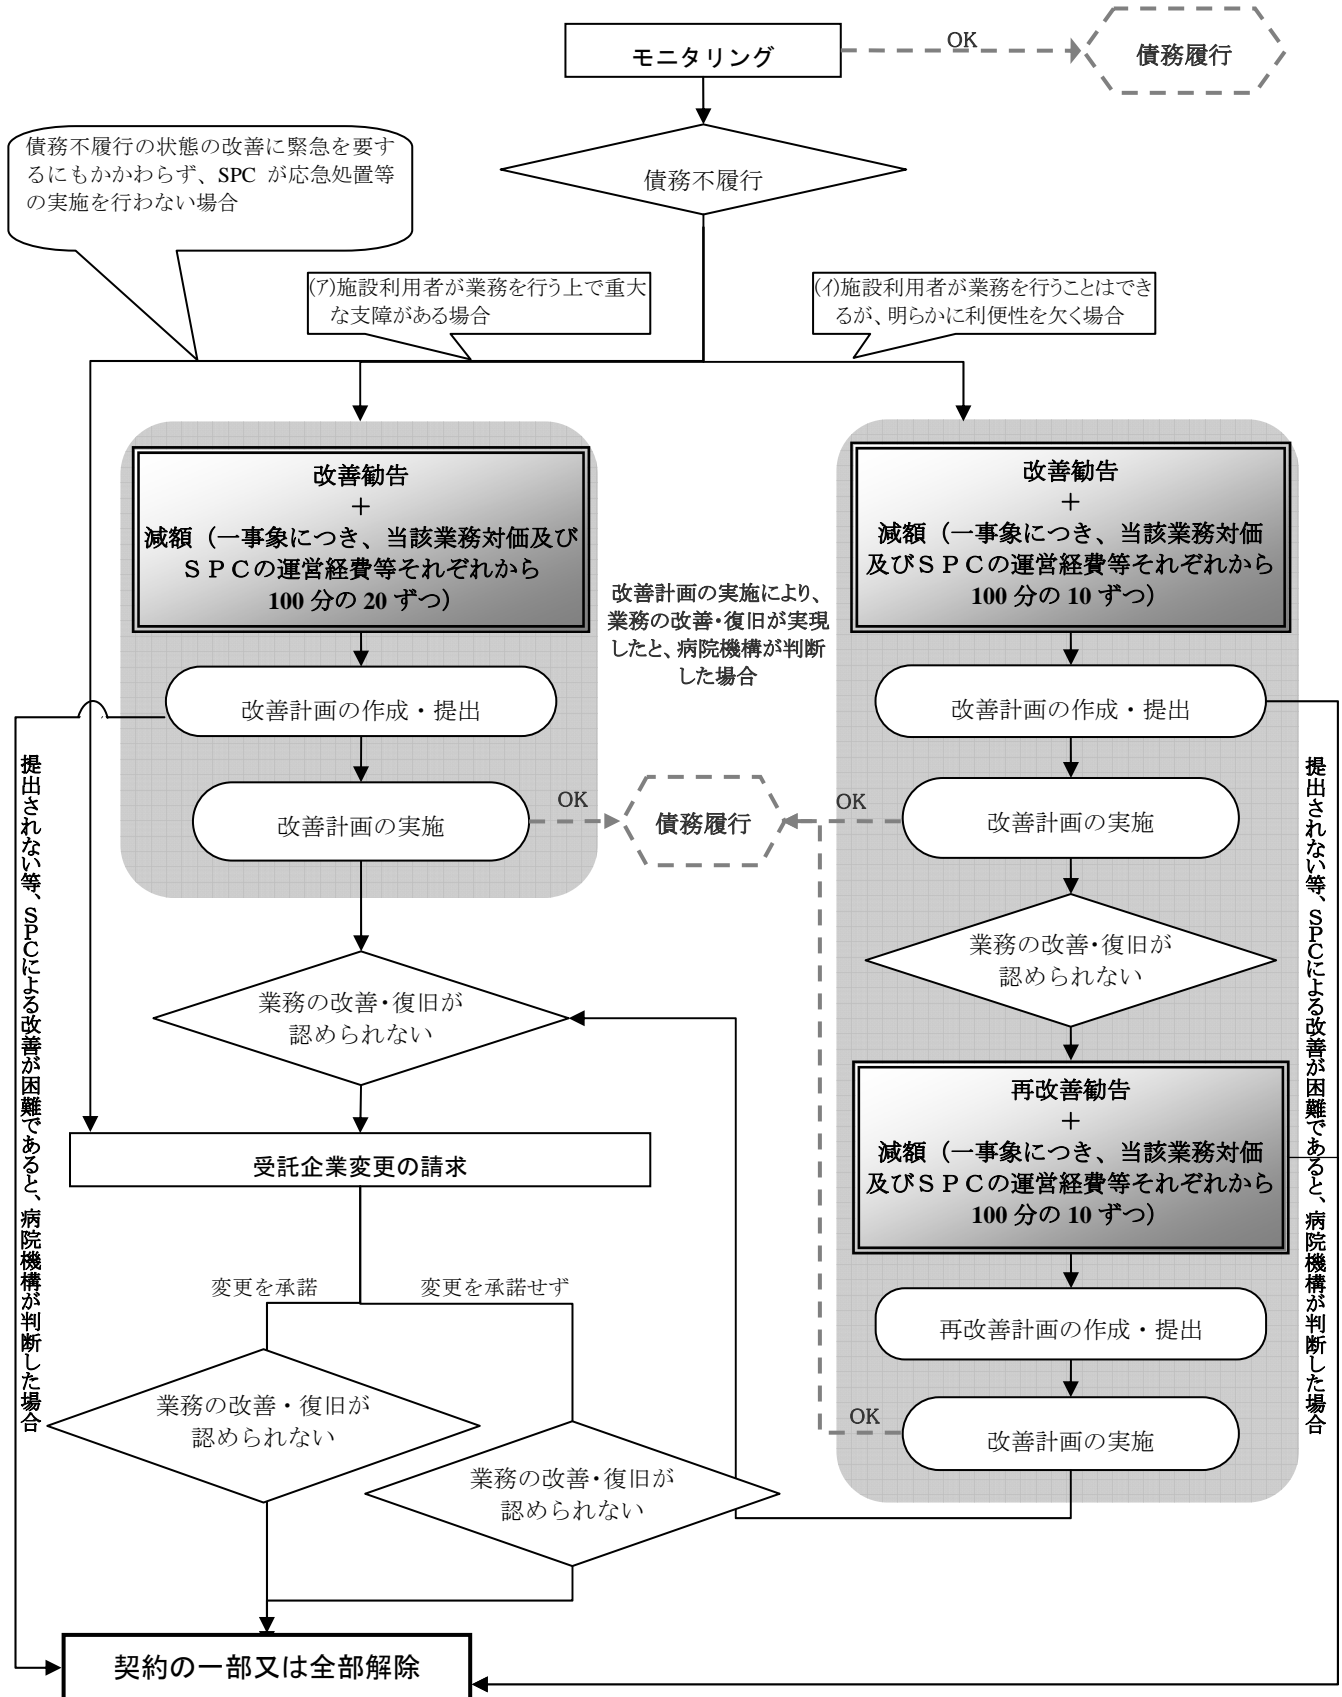 モニタリング
OK
債務履行
債務不履行の状態の改善に緊急を要す
るにもかかわらず、SPC が応急処置等
の実施を行わない場合
債務不履行
(ア)施設利用者が業務を行う上で重大
な支障がある場合
(イ)施設利用者が業務を行うことはでき
るが、明らかに利便性を欠く場合
改善勧告
＋
減額（一事象につき、当該業務対価及び
ＳＰＣの運営経費等それぞれから
100 分の 20 ずつ）
改善計画の作成・提出
改善計画の実施
OK
改善計画の実施により、
業務の改善・復旧が実現
したと、病院機構が判断
した場合
債務履行
改善勧告
＋
減額（一事象につき、当該業務対価
及びＳＰＣの運営経費等それぞれから
100 分の 10 ずつ）
改善計画の作成・提出
OK
改善計画の実施
業務の改善・復旧が
認められない
再改善勧告
＋
減額（一事象につき、当該業務対価
及びＳＰＣの運営経費等それぞれから
100 分の 10 ずつ）
再改善計画の作成・提出
OK
改善計画の実施
提出されない等、SPCによる改善が困難であると、病院機構が判断した場合
提出されない等、SPCによる改善が困難であると、病院機構が判断した場合
業務の改善・復旧が
認められない
受託企業変更の請求
変更を承諾
変更を承諾せず
業務の改善・復旧が
認められない
業務の改善・復旧が
認められない
契約の一部又は全部解除